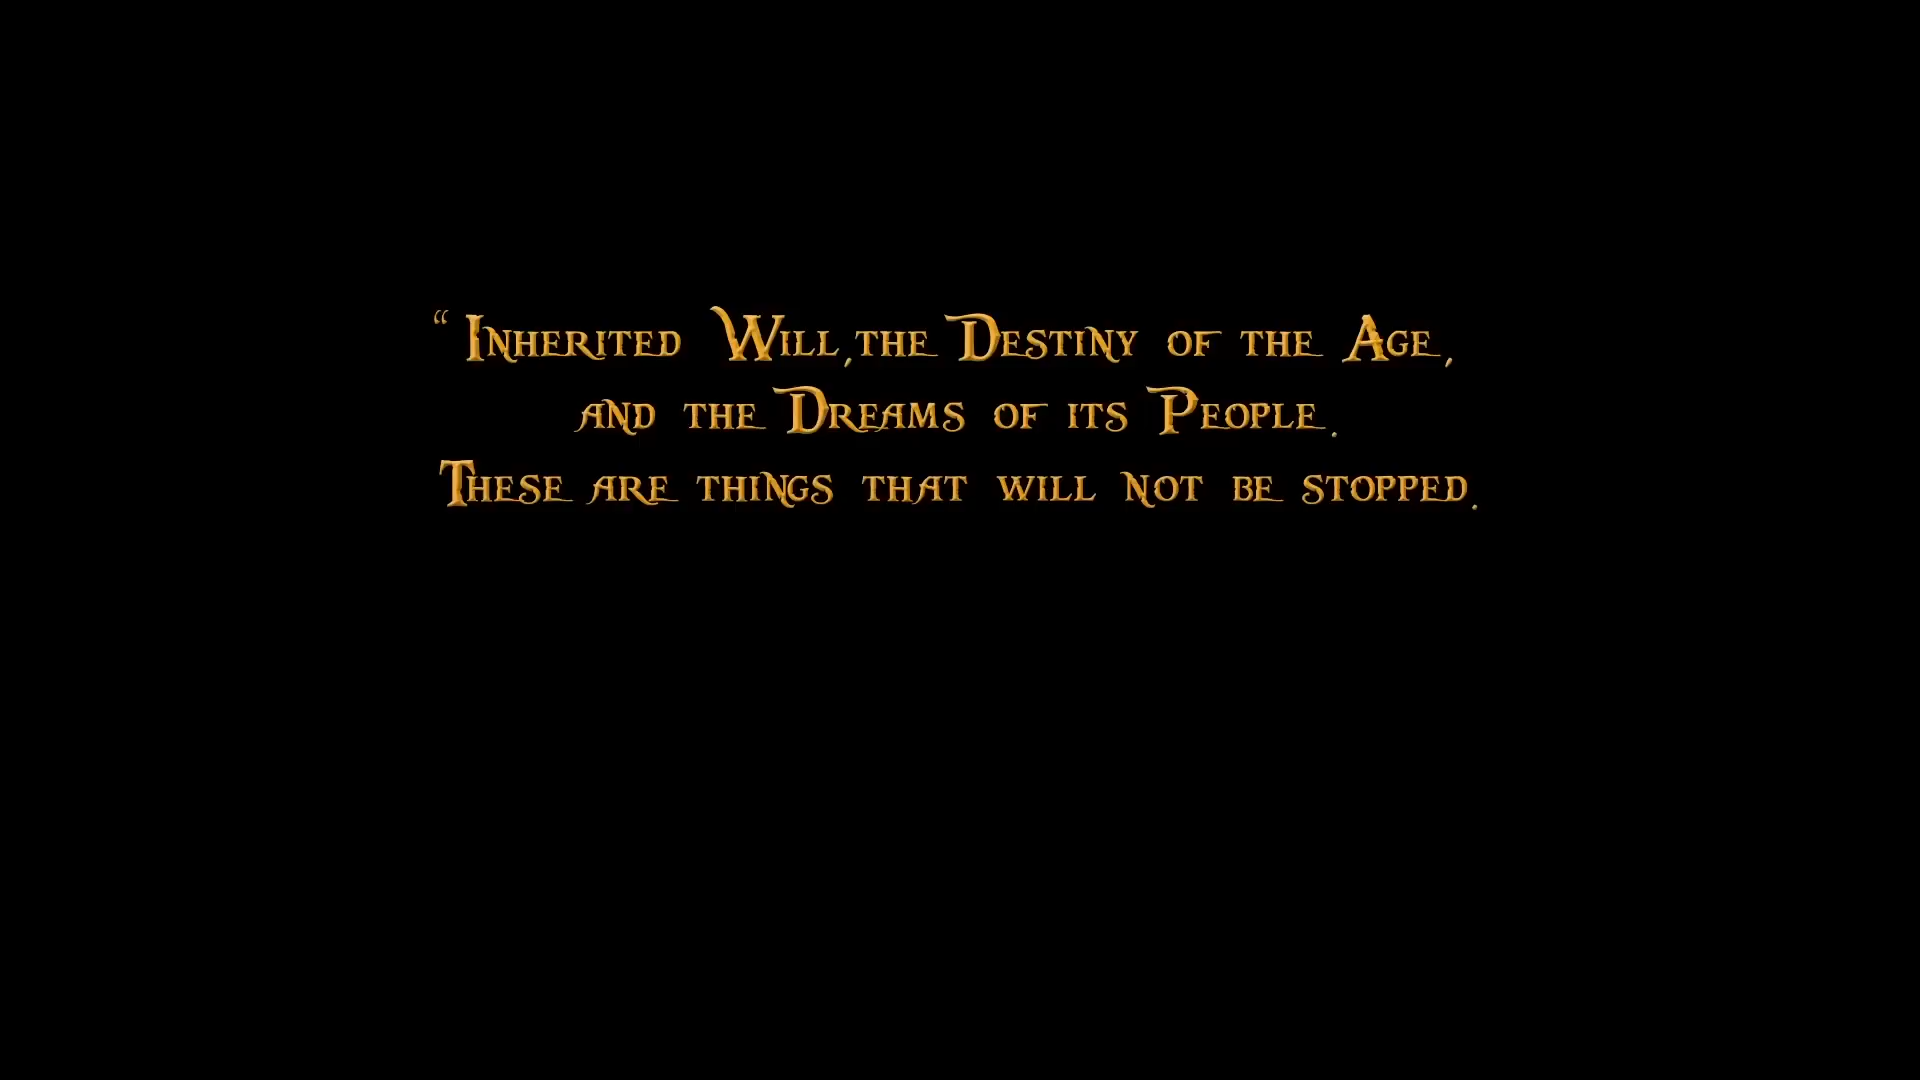 “ Inherited Will,the Destiny of the Age,
and the Dreams of its People.
These are things that will not be stopped.